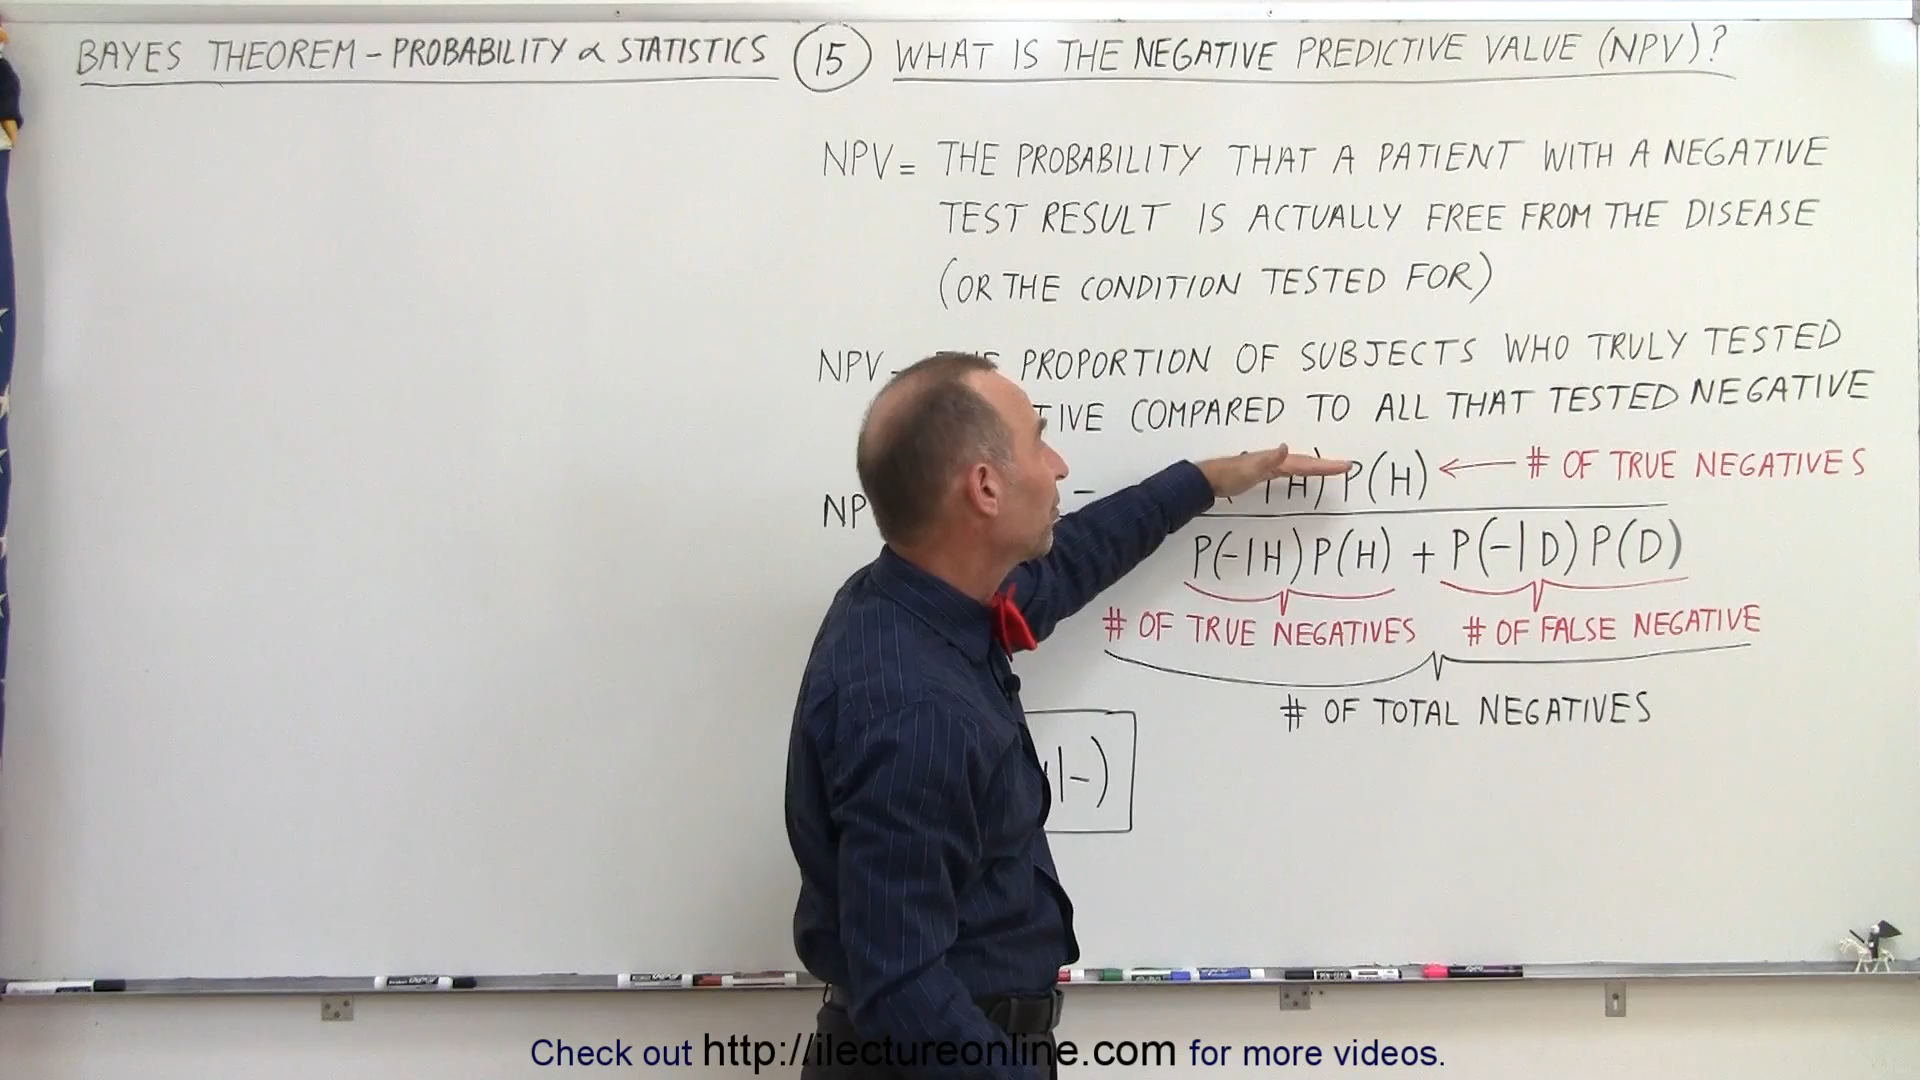 BAYES THEOREM - PROBABILITY & STATISTICS (15) WHAT IS THE NEGATIVE PREDICTIVE VALUE (NPV)?
NPV = THE PROBABILITY THAT A PATIENT WITH A NEGATIVE
TEST RESULT IS ACTUALLY FREE FROM THE DISEASE
(OR THE CONDITION TESTED FOR)
NPV PROPORTION OF SUBJECTS WHO TRULY TESTED
TIVE COMPARED TO ALL THAT TESTED NEGATIVE
NP P(H) ← # OF TRUE NEGATIVES
P(-|H)P(H) + P(-|D)P(D)
# OF TRUE NEGATIVES # OF FALSE NEGATIVE
# OF TOTAL NEGATIVES
|-)
Check out http://ilectureonline.com for more videos.